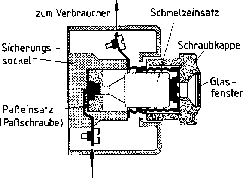 zum Verbraucher
Schmelzeinsatz
Sicherungs-
sockel
Schraubkappe
Glas-
fenster
Paßeinsatz
(Paßschraube)